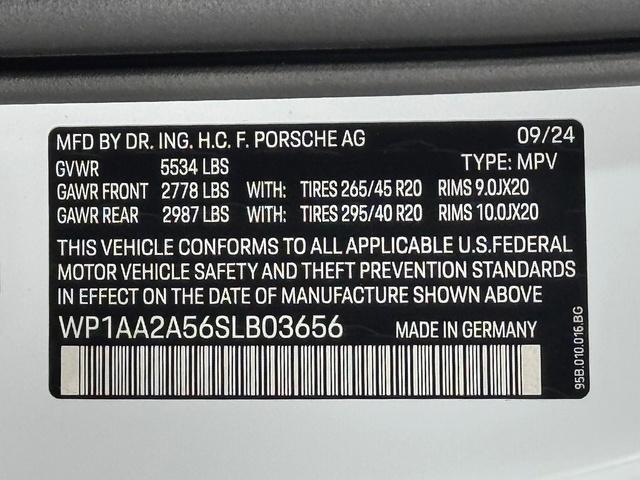 MFD BY DR. ING. H.C. F. PORSCHE AG 09/24
GVWR 5534 LBS TYPE: MPV
GAWR FRONT 2778 LBS WITH: TIRES 265/45 R20 RIMS 9.0JX20
GAWR REAR 2987 LBS WITH: TIRES 295/40 R20 RIMS 10.0JX20
THIS VEHICLE CONFORMS TO ALL APPLICABLE U.S.FEDERAL
MOTOR VEHICLE SAFETY AND THEFT PREVENTION STANDARDS
IN EFFECT ON THE DATE OF MANUFACTURE SHOWN ABOVE.
WP1AA2A56SLB03656 MADE IN GERMANY
95B.010.016.BG